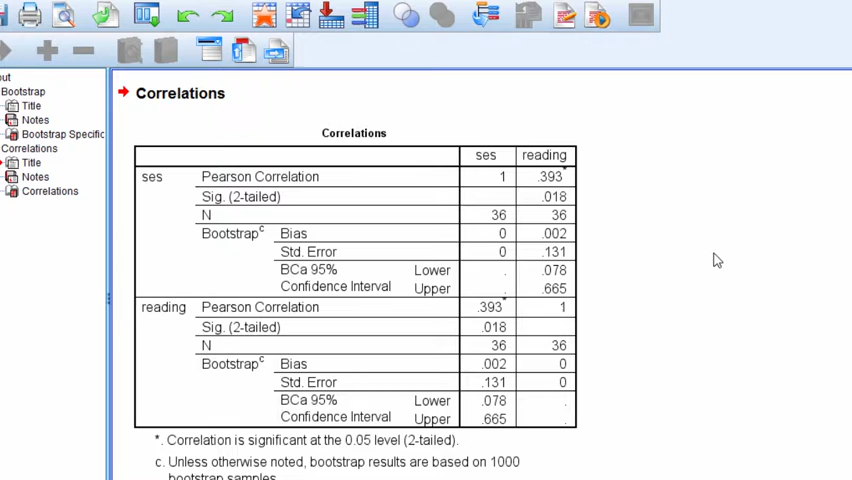 Correlations
out
Bootstrap
Title
Notes
Bootstrap Specific
Correlations
Title
Notes
Correlations
Correlations
ses reading
ses Pearson Correlation 1 .393*
Sig. (2-tailed) .018
N 36 36
Bootstrapc Bias 0 .002
Std. Error 0 .131
BCa 95% Confidence Interval Lower . .078
Upper . .665
reading Pearson Correlation .393* 1
Sig. (2-tailed) .018
N 36 36
Bootstrapc Bias .002 0
Std. Error .131 0
BCa 95% Confidence Interval Lower .078 .
Upper .665 .
*. Correlation is significant at the 0.05 level (2-tailed).
c. Unless otherwise noted, bootstrap results are based on 1000
bootstrap samples